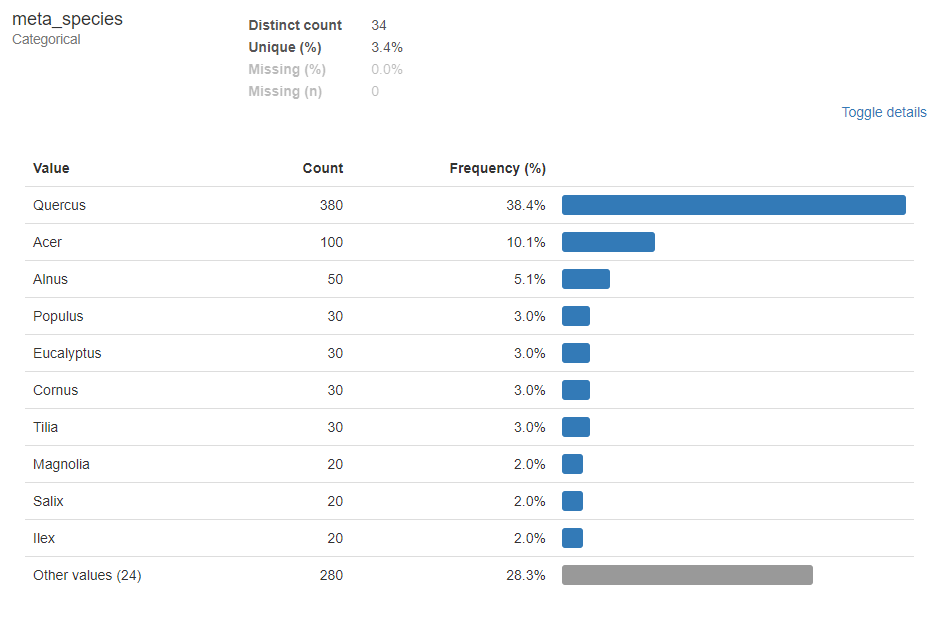 meta_species
Categorical
Distinct count 34
Unique (%) 3.4%
Missing (%) 0.0%
Missing (n) 0
Toggle details
Value Count Frequency (%)
Quercus 380 38.4%
Acer 100 10.1%
Alnus 50 5.1%
Populus 30 3.0%
Eucalyptus 30 3.0%
Cornus 30 3.0%
Tilia 30 3.0%
Magnolia 20 2.0%
Salix 20 2.0%
Ilex 20 2.0%
Other values (24) 280 28.3%